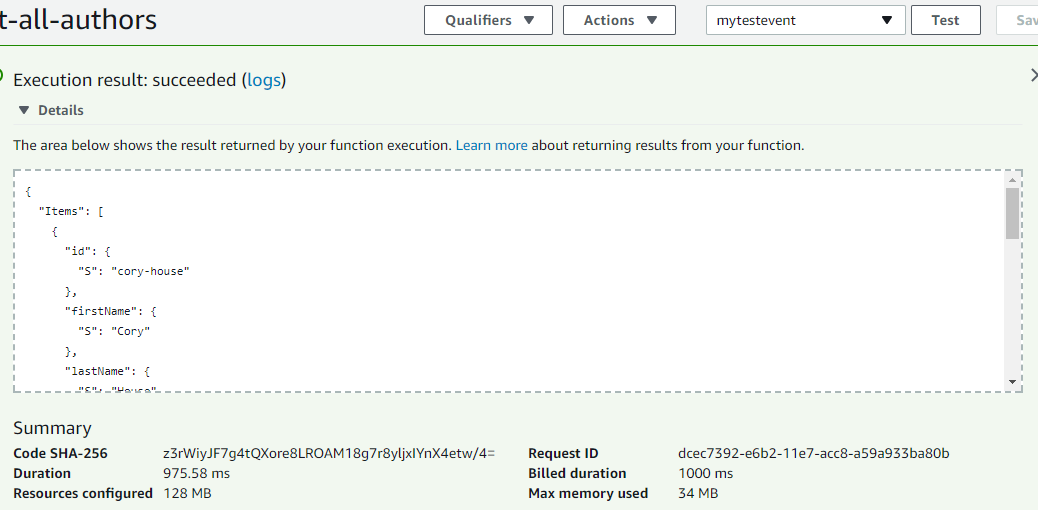 t-all-authors
Qualifiers
Actions
mytestevent
Test
Sav
Execution result: succeeded (logs)
Details
The area below shows the result returned by your function execution. Learn more about returning results from your function.
{
"Items": [
{
"id": {
"S": "cory-house"
},
"firstName": {
"S": "Cory"
},
"lastName": {
"S": "House"
Summary
Code SHA-256 z3rWiyJF7g4tQXore8LROAM18g7r8yljxIYnX4etw/4= Request ID dcec7392-e6b2-11e7-acc8-a59a933ba80b
Duration 975.58 ms Billed duration 1000 ms
Resources configured 128 MB Max memory used 34 MB